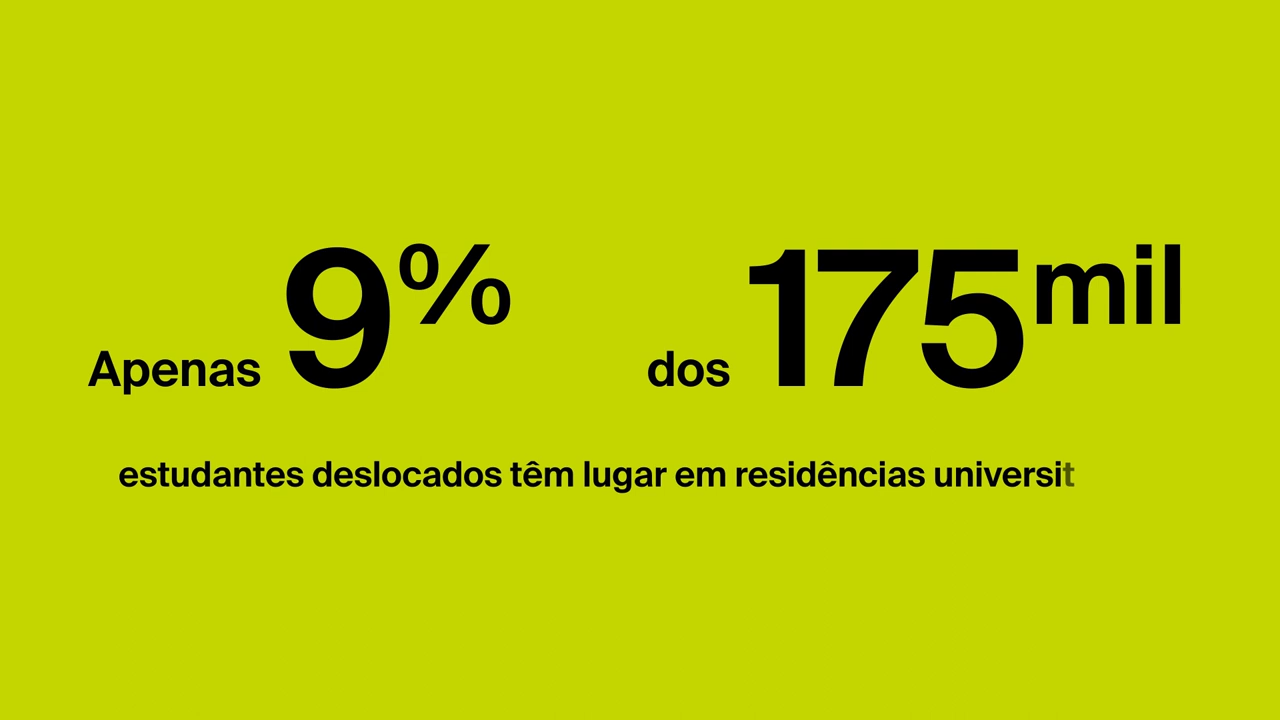 Apenas 9% dos 175 mil
estudantes deslocados têm lugar em residências universit